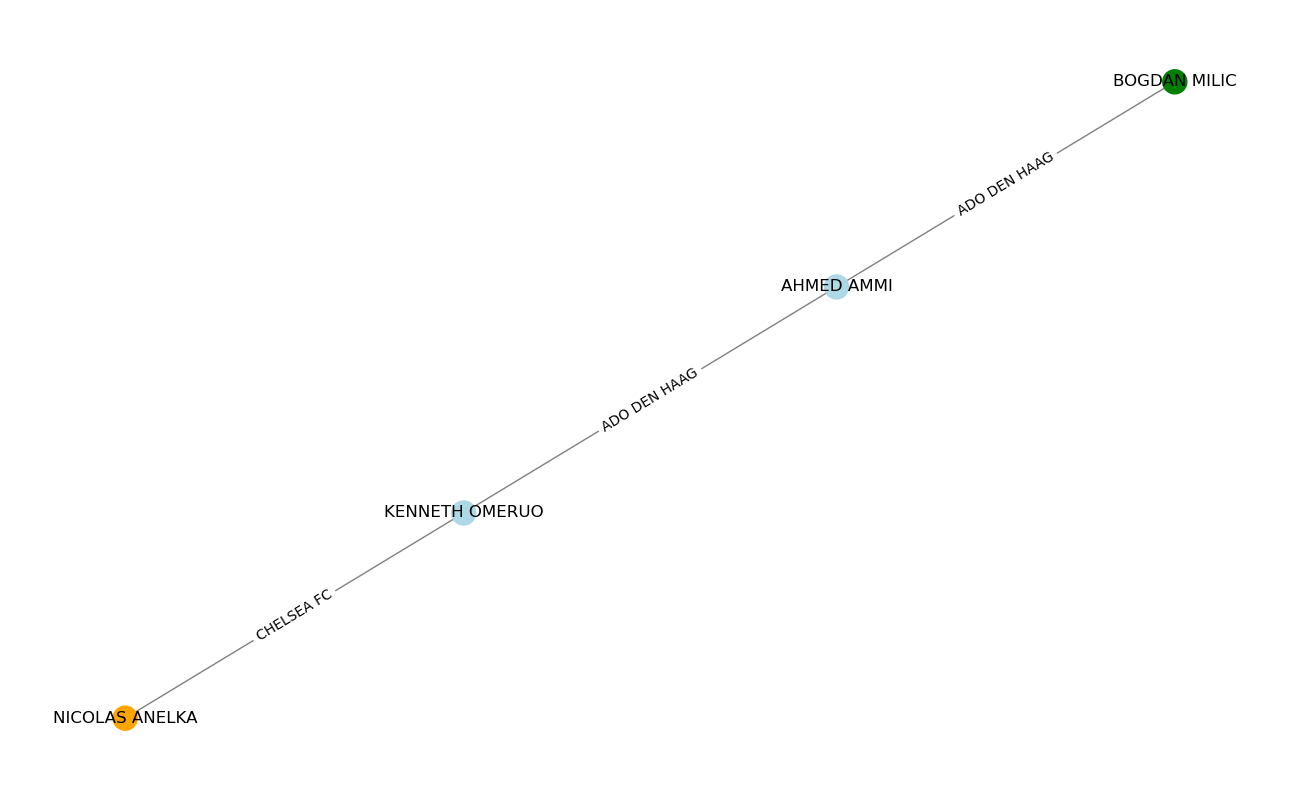 BOGDAN MILIC
ADO DEN HAAG
AHMED AMMI
ADO DEN HAAG
KENNETH OMERUO
CHELSEA FC
NICOLAS ANELKA